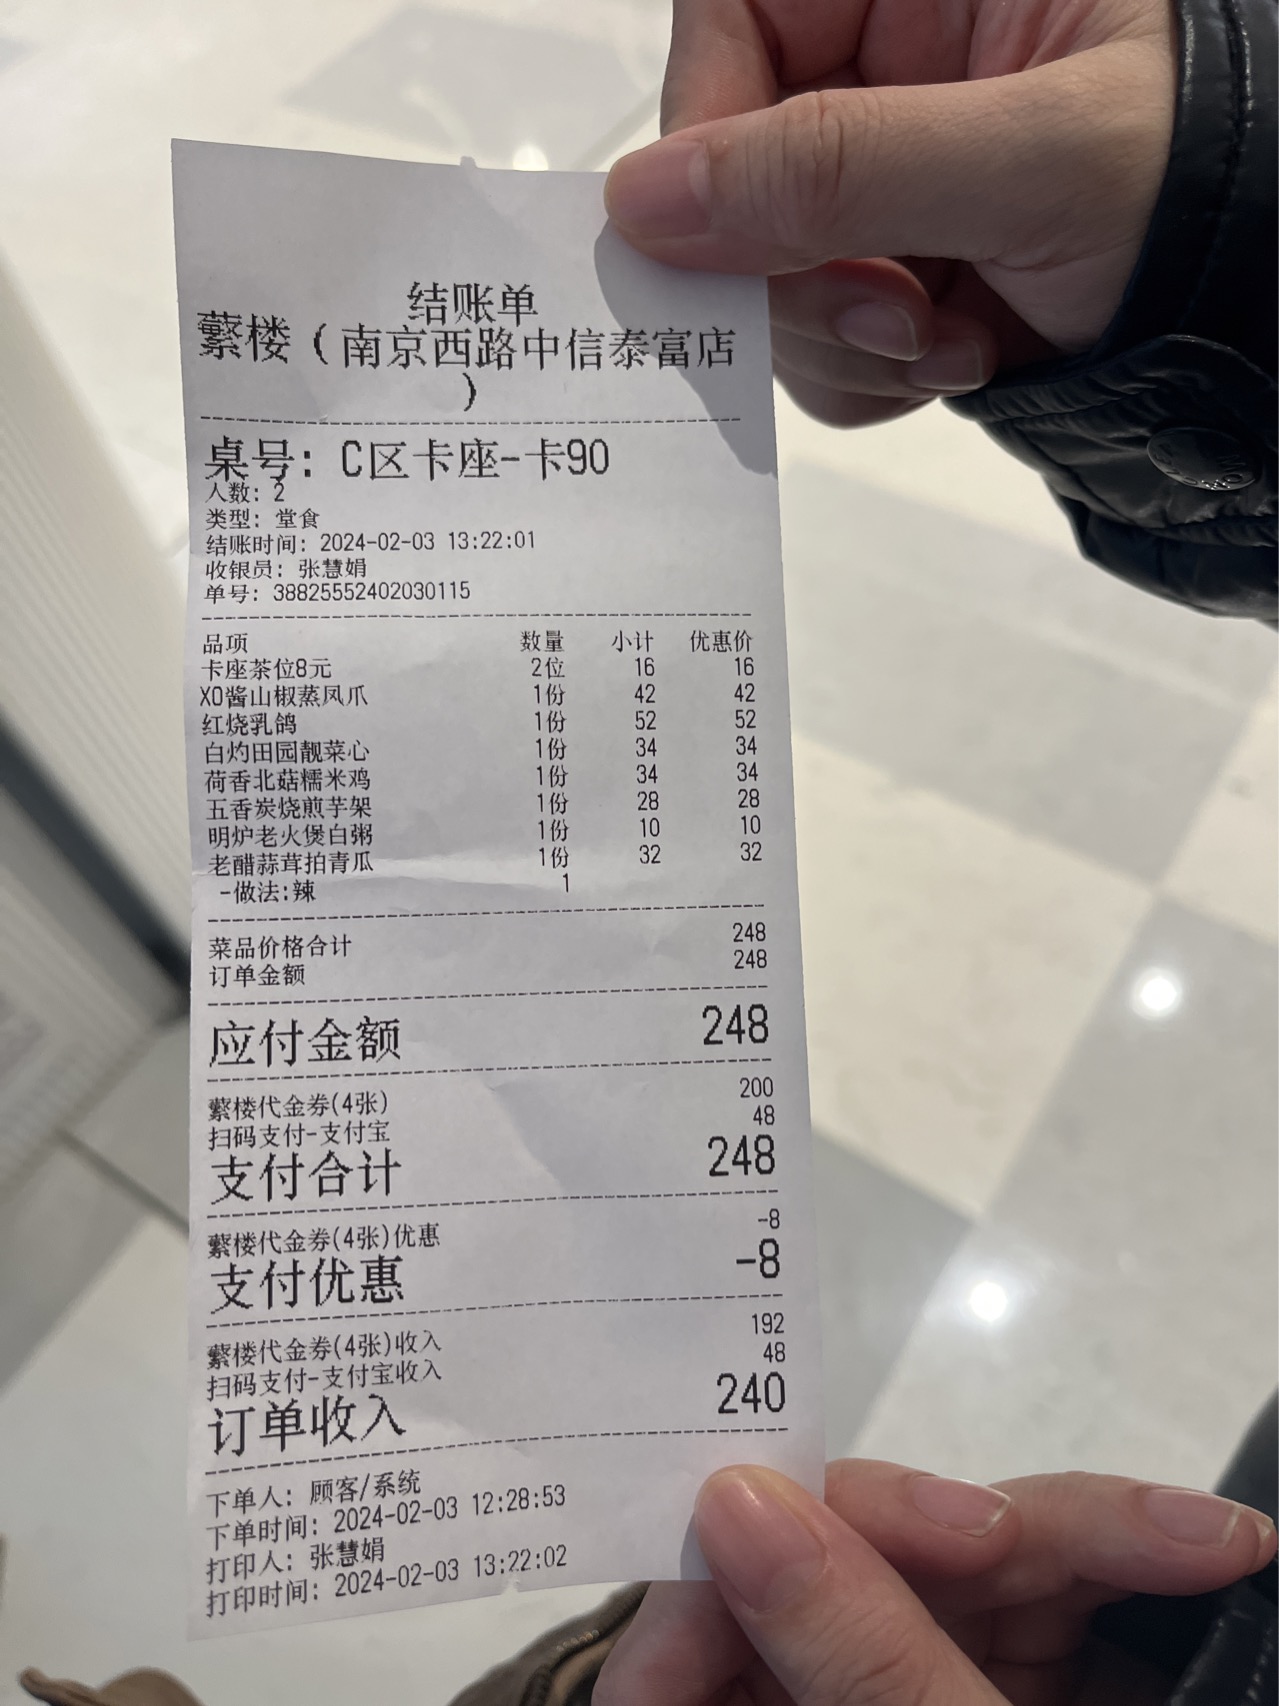 结账单
蘩楼（南京西路中信泰富店
）
桌号：C区卡座-卡90
人数：2
类型：堂食
结账时间：2024-02-03 13:22:01
收银员：张慧娟
单号：38825552402030115
品项 数量 小计 优惠价
卡座茶位8元 2位 16 16
XO酱山椒蒸凤爪 1份 42 42
红烧乳鸽 1份 52 52
白灼田园靓菜心 1份 34 34
荷香北菇糯米鸡 1份 34 34
五香炭烧煎芋架 1份 28 28
明炉老火煲白粥 1份 10 10
老醋蒜茸拍青瓜 1份 32 32
-做法:辣 1
菜品价格合计 248
订单金额 248
应付金额 248
蘩楼代金券(4张) 200
扫码支付-支付宝 48
支付合计 248
蘩楼代金券(4张)优惠 -8
支付优惠 -8
蘩楼代金券(4张)收入 192
扫码支付-支付宝收入 48
订单收入 240
下单人：顾客/系统
下单时间：2024-02-03 12:28:53
打印人：张慧娟
打印时间：2024-02-03 13:22:02